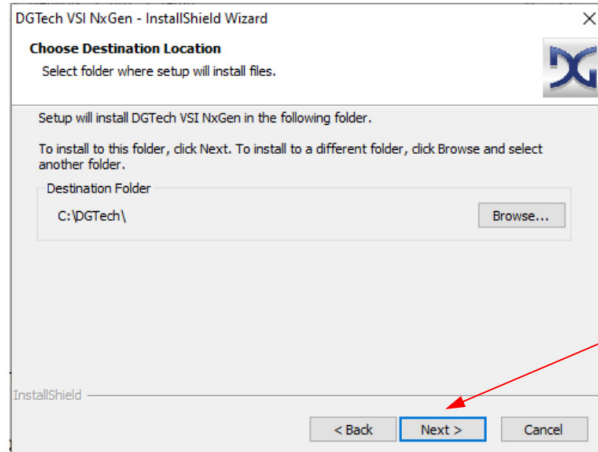 DGTech VSI NxGen - InstallShield Wizard
Choose Destination Location
Select folder where setup will install files.
DG
Setup will install DGTech VSI NxGen in the following folder.
To install to this folder, click Next. To install to a different folder, click Browse and select
another folder.
Destination Folder
C:\DGTech\
Browse...
InstallShield
< Back
Next >
Cancel